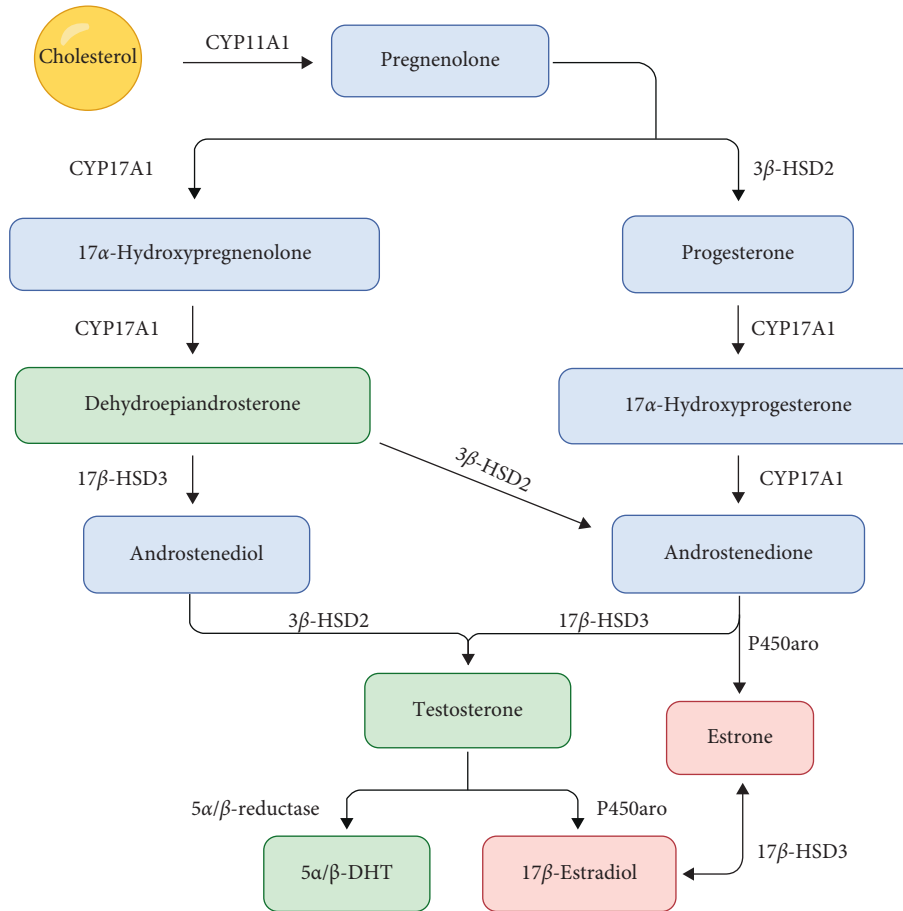 Cholesterol
CYP11A1
Pregnenolone
CYP17A1
3β-HSD2
17α-Hydroxypregnenolone
Progesterone
CYP17A1
CYP17A1
Dehydroepiandrosterone
17α-Hydroxyprogesterone
17β-HSD3
3β-HSD2
CYP17A1
Androstenediol
Androstenedione
3β-HSD2
17β-HSD3
P450aro
Testosterone
Estrone
5α/β-reductase
P450aro
5α/β-DHT
17β-Estradiol
17β-HSD3